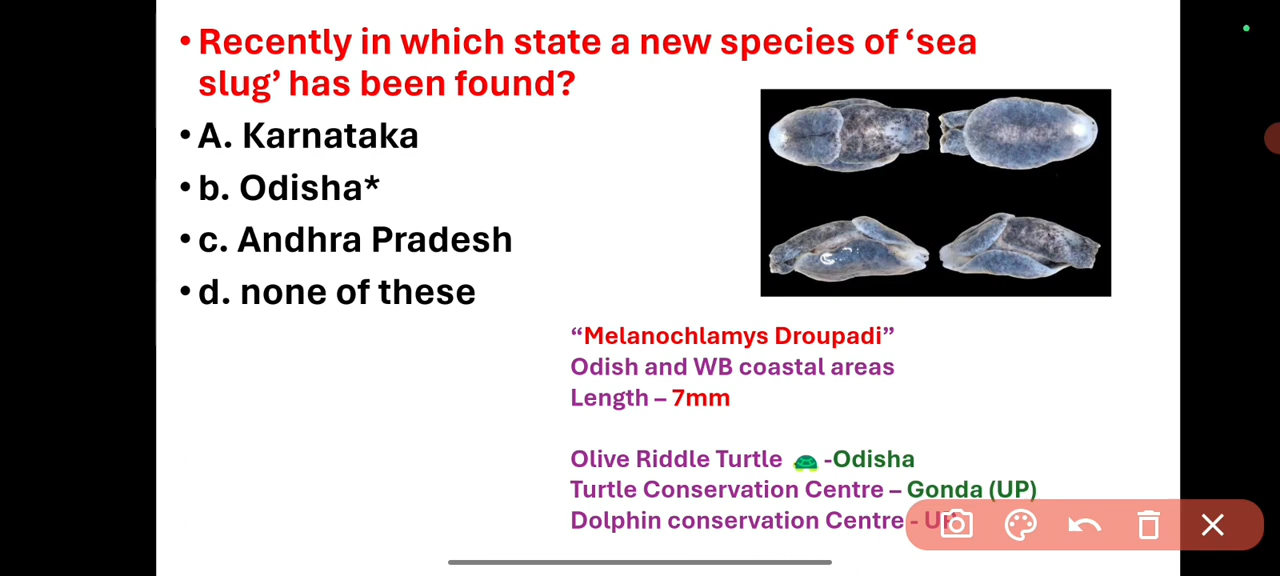 • Recently in which state a new species of ‘sea
slug’ has been found?
• A. Karnataka
• b. Odisha*
• c. Andhra Pradesh
• d. none of these
“Melanochlamys Droupadi”
Odish and WB coastal areas
Length – 7mm
Olive Riddle Turtle 🐢 -Odisha
Turtle Conservation Centre – Gonda (UP)
Dolphin conservation Centre -